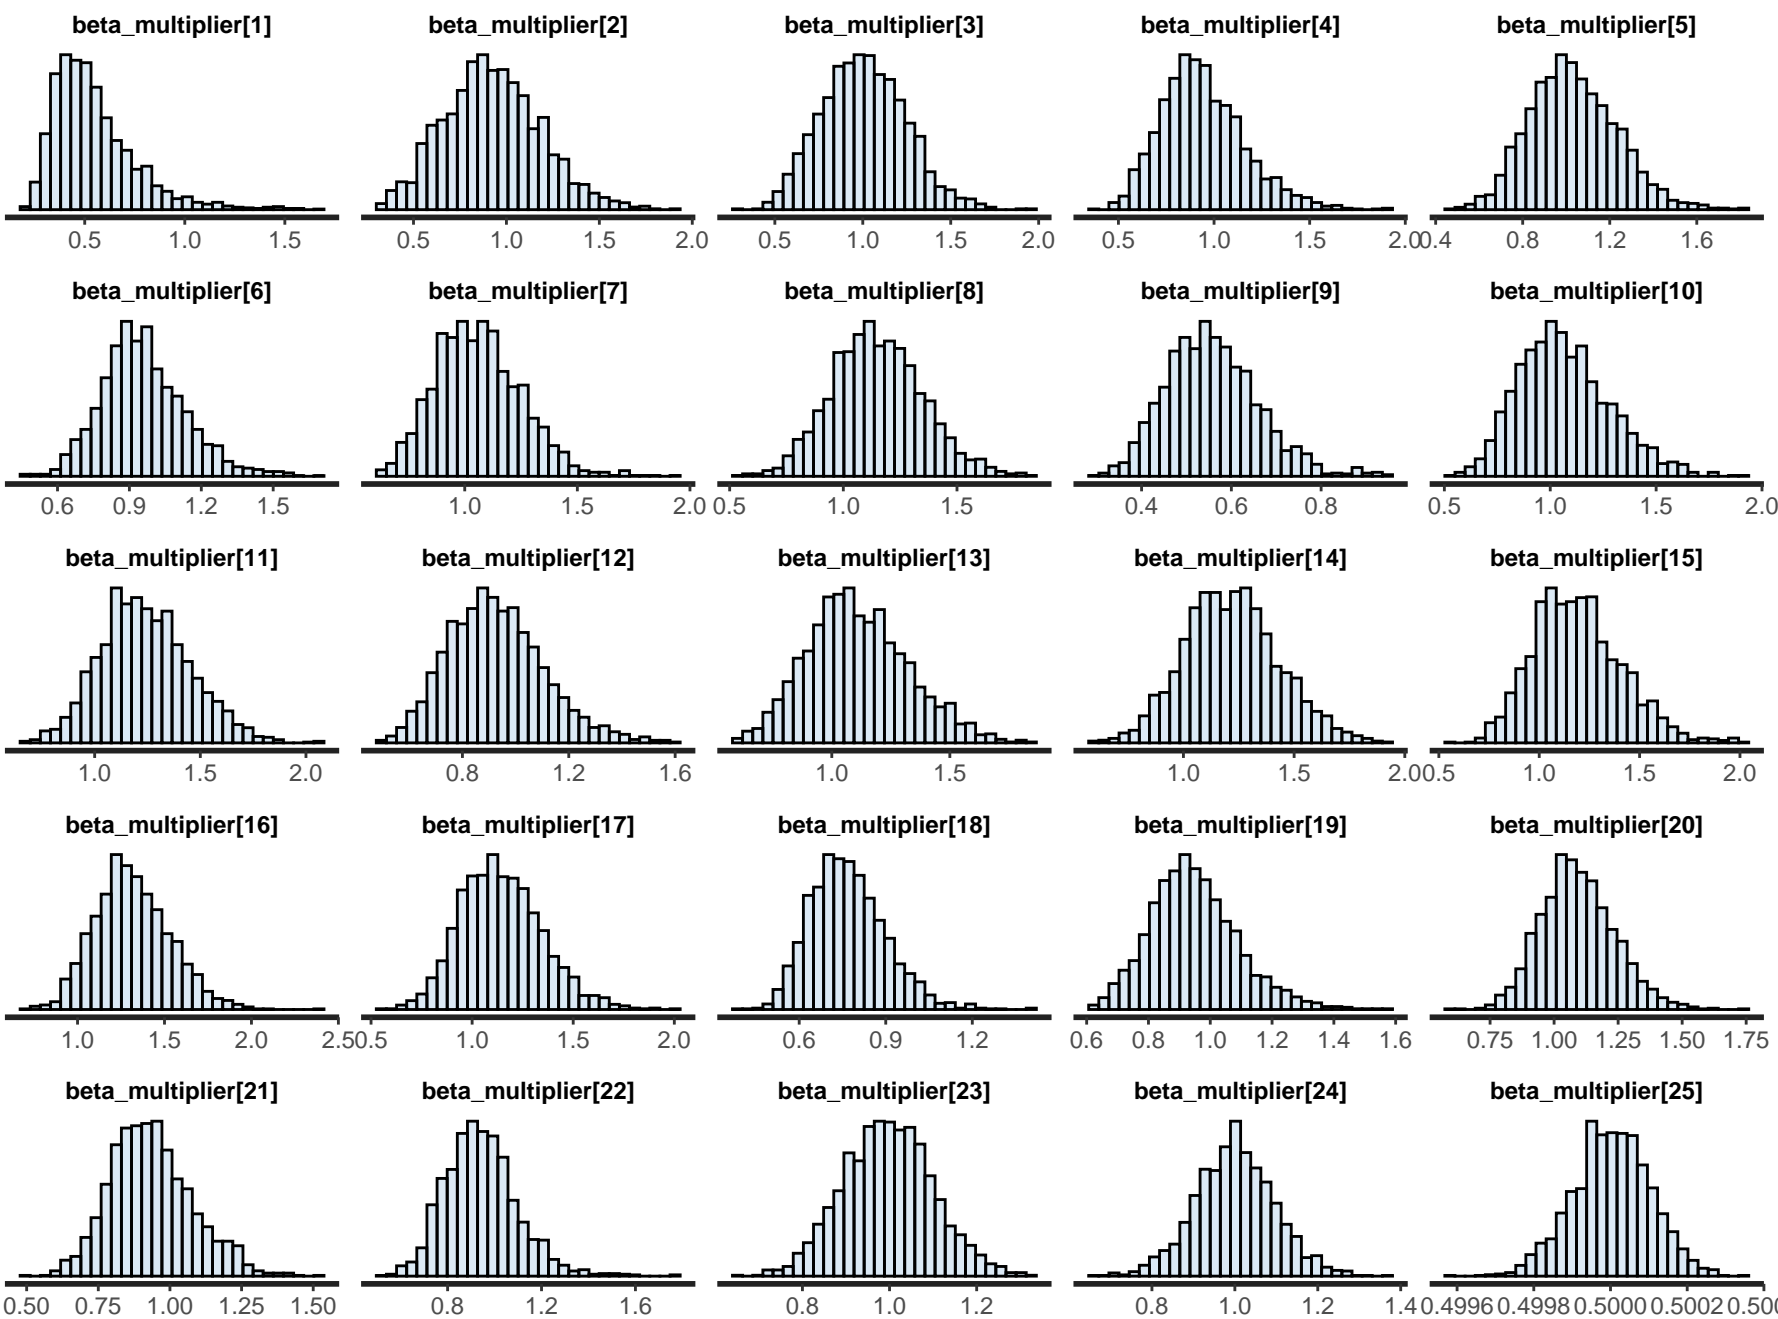 beta_multiplier[1] beta_multiplier[2] beta_multiplier[3] beta_multiplier[4] beta_multiplier[5]
0.5 1.0 1.5 0.5 1.0 1.5 2.0 0.5 1.0 1.5 2.0 0.5 1.0 1.5 2.0 0.4 0.8 1.2 1.6
beta_multiplier[6] beta_multiplier[7] beta_multiplier[8] beta_multiplier[9] beta_multiplier[10]
0.6 0.9 1.2 1.5 1.0 1.5 2.0 0.5 1.0 1.5 0.4 0.6 0.8 0.5 1.0 1.5 2.0
beta_multiplier[11] beta_multiplier[12] beta_multiplier[13] beta_multiplier[14] beta_multiplier[15]
1.0 1.5 2.0 0.8 1.2 1.6 1.0 1.5 1.0 1.5 2.0 0.5 1.0 1.5 2.0
beta_multiplier[16] beta_multiplier[17] beta_multiplier[18] beta_multiplier[19] beta_multiplier[20]
1.0 1.5 2.0 2.5 0.5 1.0 1.5 2.0 0.6 0.9 1.2 0.6 0.8 1.0 1.2 1.4 1.6 0.75 1.00 1.25 1.50 1.75
beta_multiplier[21] beta_multiplier[22] beta_multiplier[23] beta_multiplier[24] beta_multiplier[25]
0.50 0.75 1.00 1.25 1.50 0.8 1.2 1.6 0.8 1.0 1.2 0.8 1.0 1.2 1.4 0.4996 0.4998 0.5000 0.5002